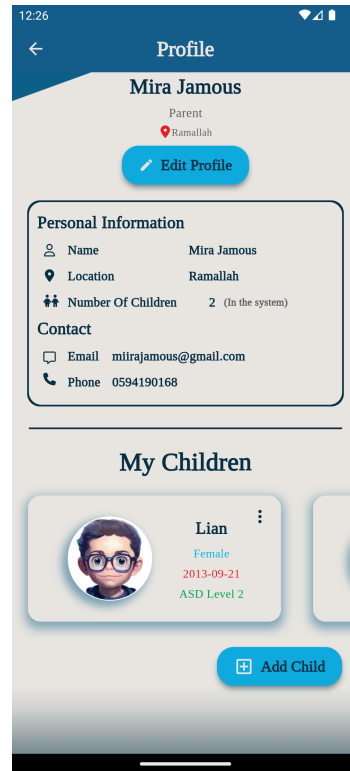 12:26
Profile
Mira Jamous
Parent
Ramallah
Edit Profile
Personal Information
Name Mira Jamous
Location Ramallah
Number Of Children 2 (In the system)
Contact
Email miirajamous@gmail.com
Phone 0594190168
My Children
Lian
Female
2013-09-21
ASD Level 2
Add Child